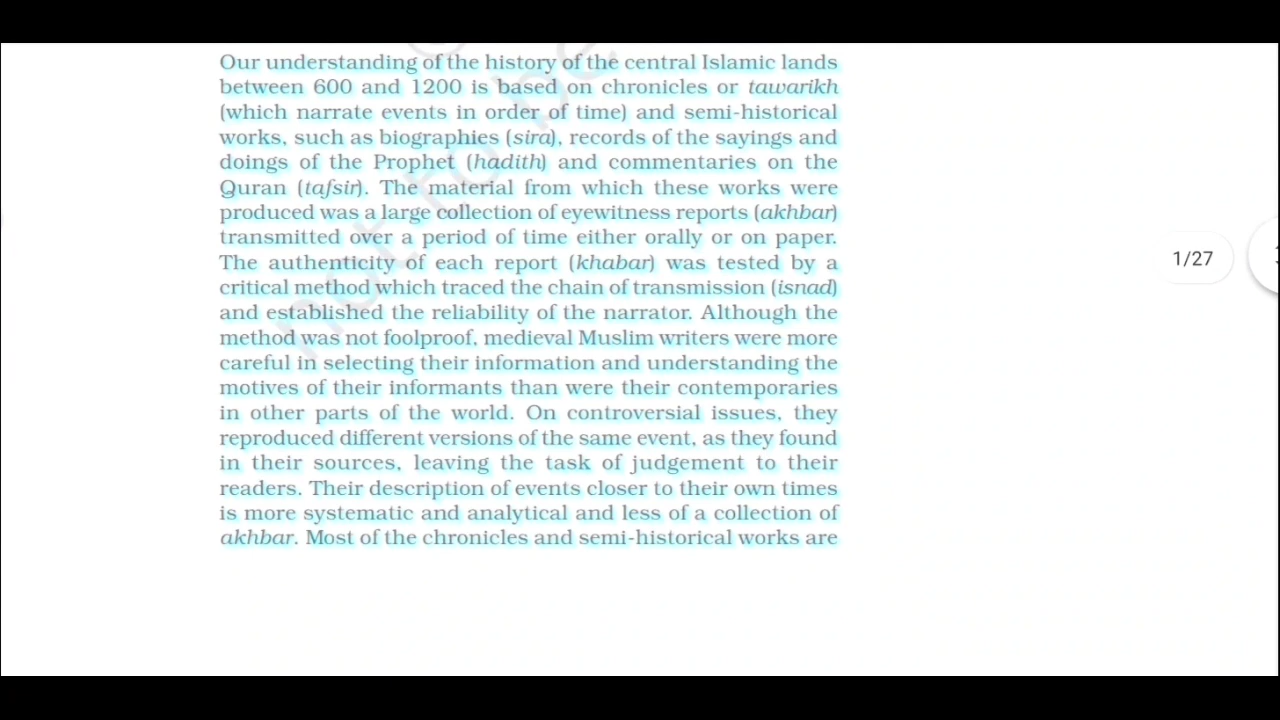 Our understanding of the history of the central Islamic lands
between 600 and 1200 is based on chronicles or tawarikh
(which narrate events in order of time) and semi-historical
works, such as biographies (sira), records of the sayings and
doings of the Prophet (hadith) and commentaries on the
Quran (tafsir). The material from which these works were
produced was a large collection of eyewitness reports (akhbar)
transmitted over a period of time either orally or on paper.
The authenticity of each report (khabar) was tested by a
critical method which traced the chain of transmission (isnad)
and established the reliability of the narrator. Although the
method was not foolproof, medieval Muslim writers were more
careful in selecting their information and understanding the
motives of their informants than were their contemporaries
in other parts of the world. On controversial issues, they
reproduced different versions of the same event, as they found
in their sources, leaving the task of judgement to their
readers. Their description of events closer to their own times
is more systematic and analytical and less of a collection of
akhbar. Most of the chronicles and semi-historical works are
1/27
not to be